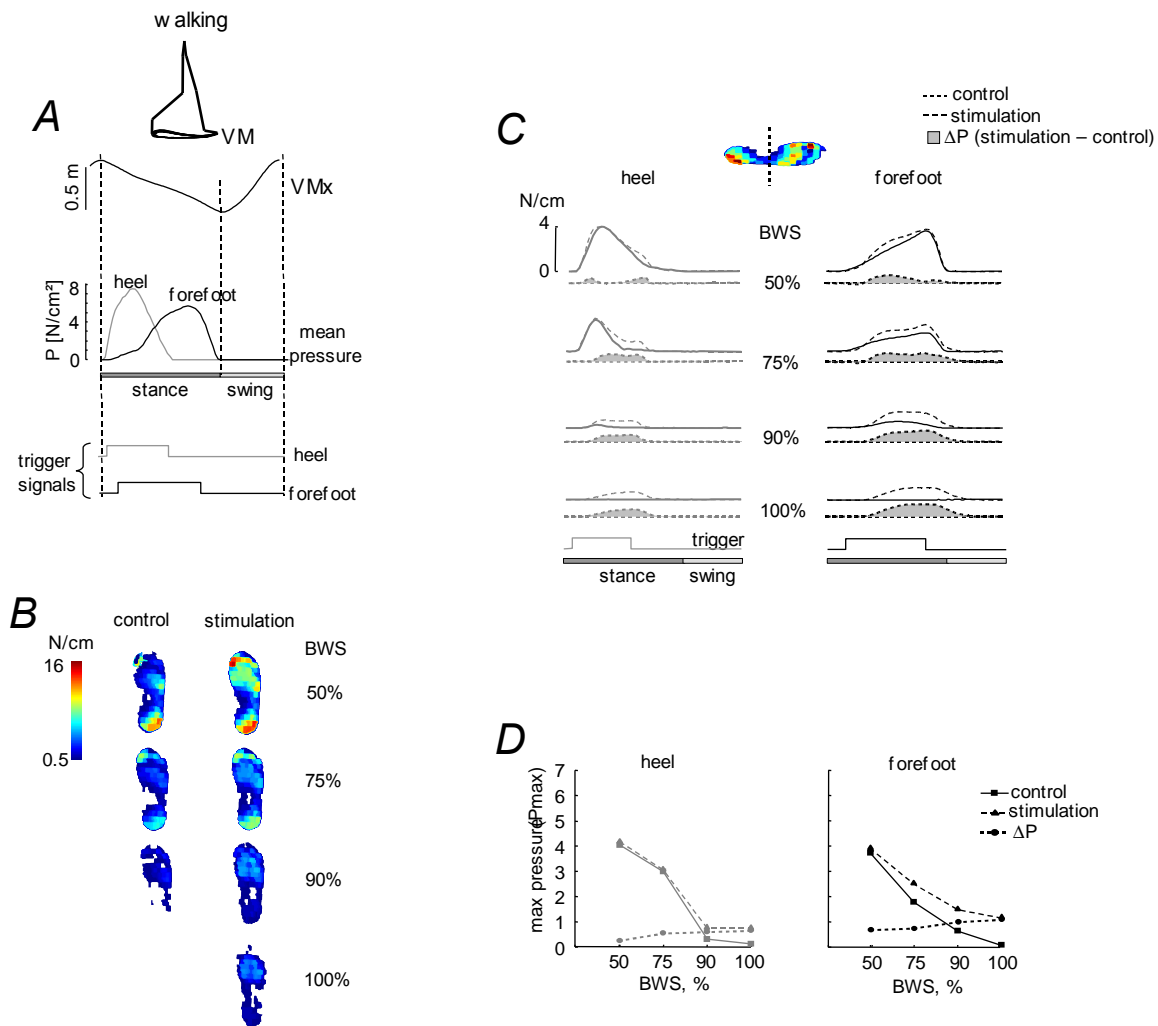 w alking
A
VM
VMx
0.5 m
heel
forefoot
P [N/cm²]
8
4
0
mean
pressure
stance
swing
trigger
signals
heel
forefoot
B
control
stimulation
N/cm
BWS
16
0.5
50%
75%
90%
100%
C
control
stimulation
ΔP (stimulation – control)
heel
forefoot
N/cm
4
0
BWS
50%
75%
90%
100%
trigger
stance
swing
D
heel
forefoot
max pressure(Pmax)
7
6
5
4
3
2
1
0
50 75 90 100
BWS, %
50 75 90 100
BWS, %
control
stimulation
ΔP